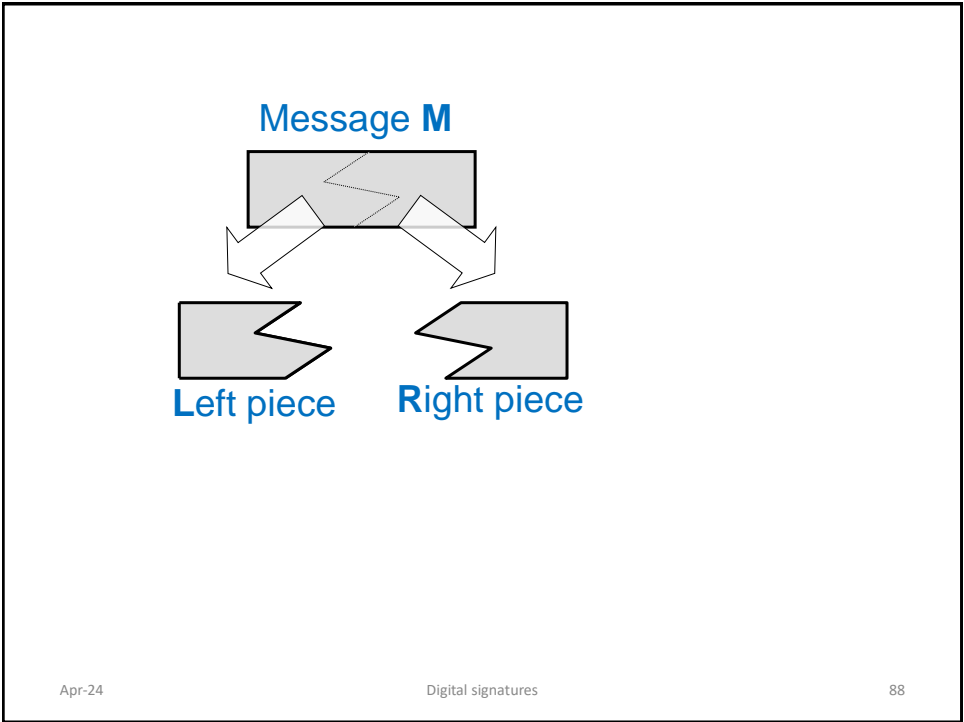 Message M
Left piece
Right piece
Apr-24
Digital signatures
88